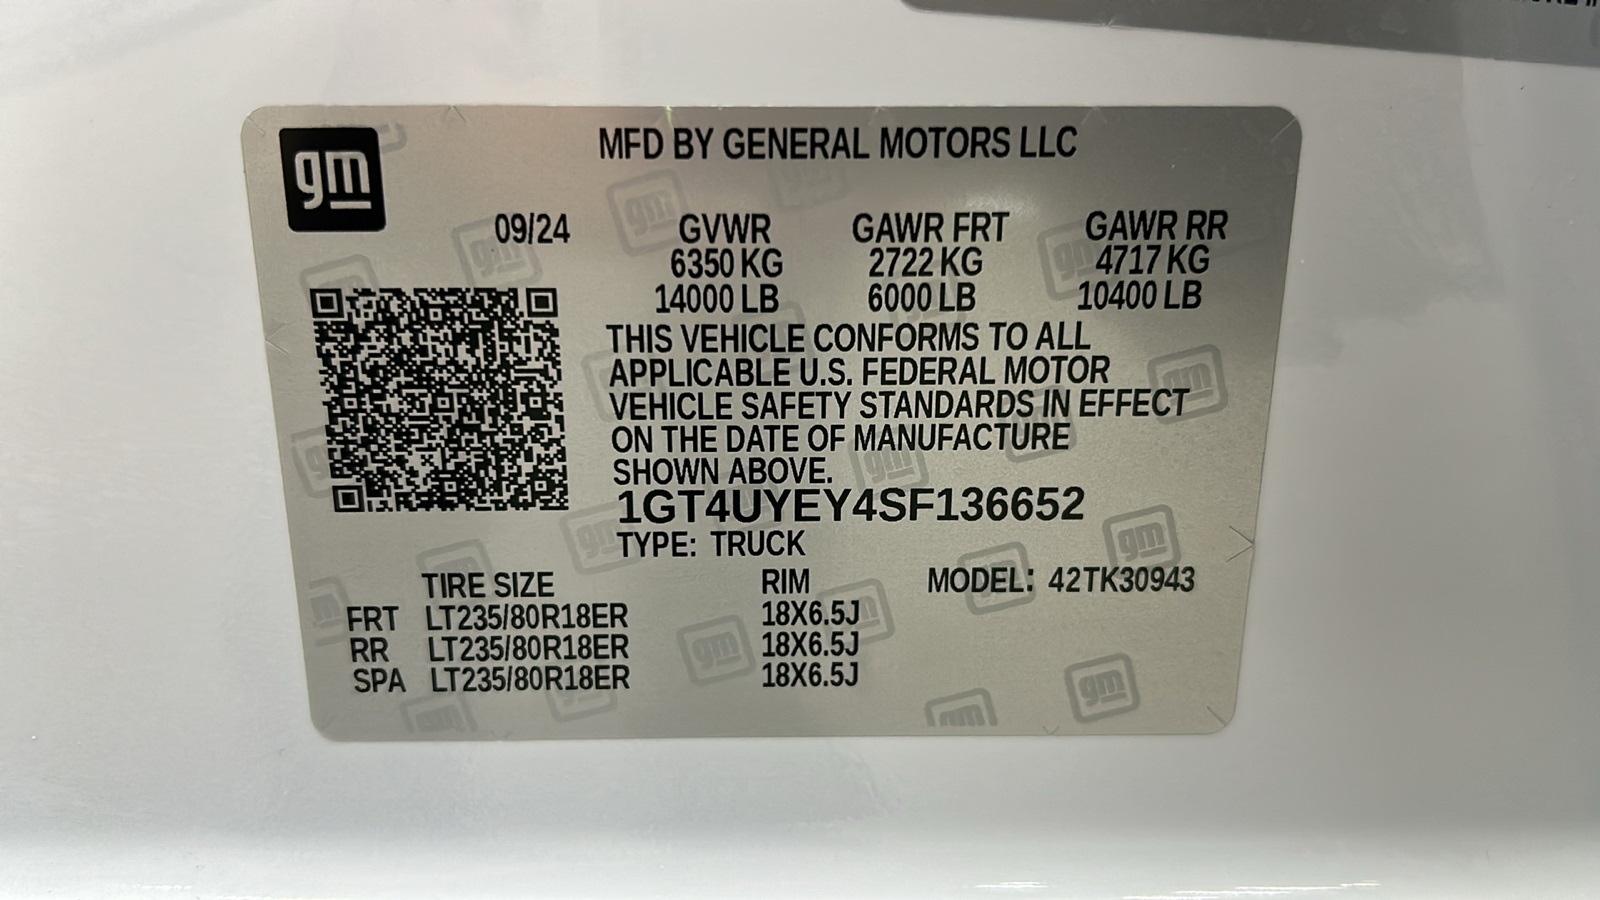 gm
MFD BY GENERAL MOTORS LLC
09/24 GVWR GAWR FRT GAWR RR
6350 KG 2722 KG 4717 KG
14000 LB 6000 LB 10400 LB
THIS VEHICLE CONFORMS TO ALL
APPLICABLE U.S. FEDERAL MOTOR
VEHICLE SAFETY STANDARDS IN EFFECT
ON THE DATE OF MANUFACTURE
SHOWN ABOVE.
1GT4UYEY4SF136652
TYPE: TRUCK
TIRE SIZE RIM MODEL: 42TK30943
FRT LT235/80R18ER 18X6.5J
RR LT235/80R18ER 18X6.5J
SPA LT235/80R18ER 18X6.5J